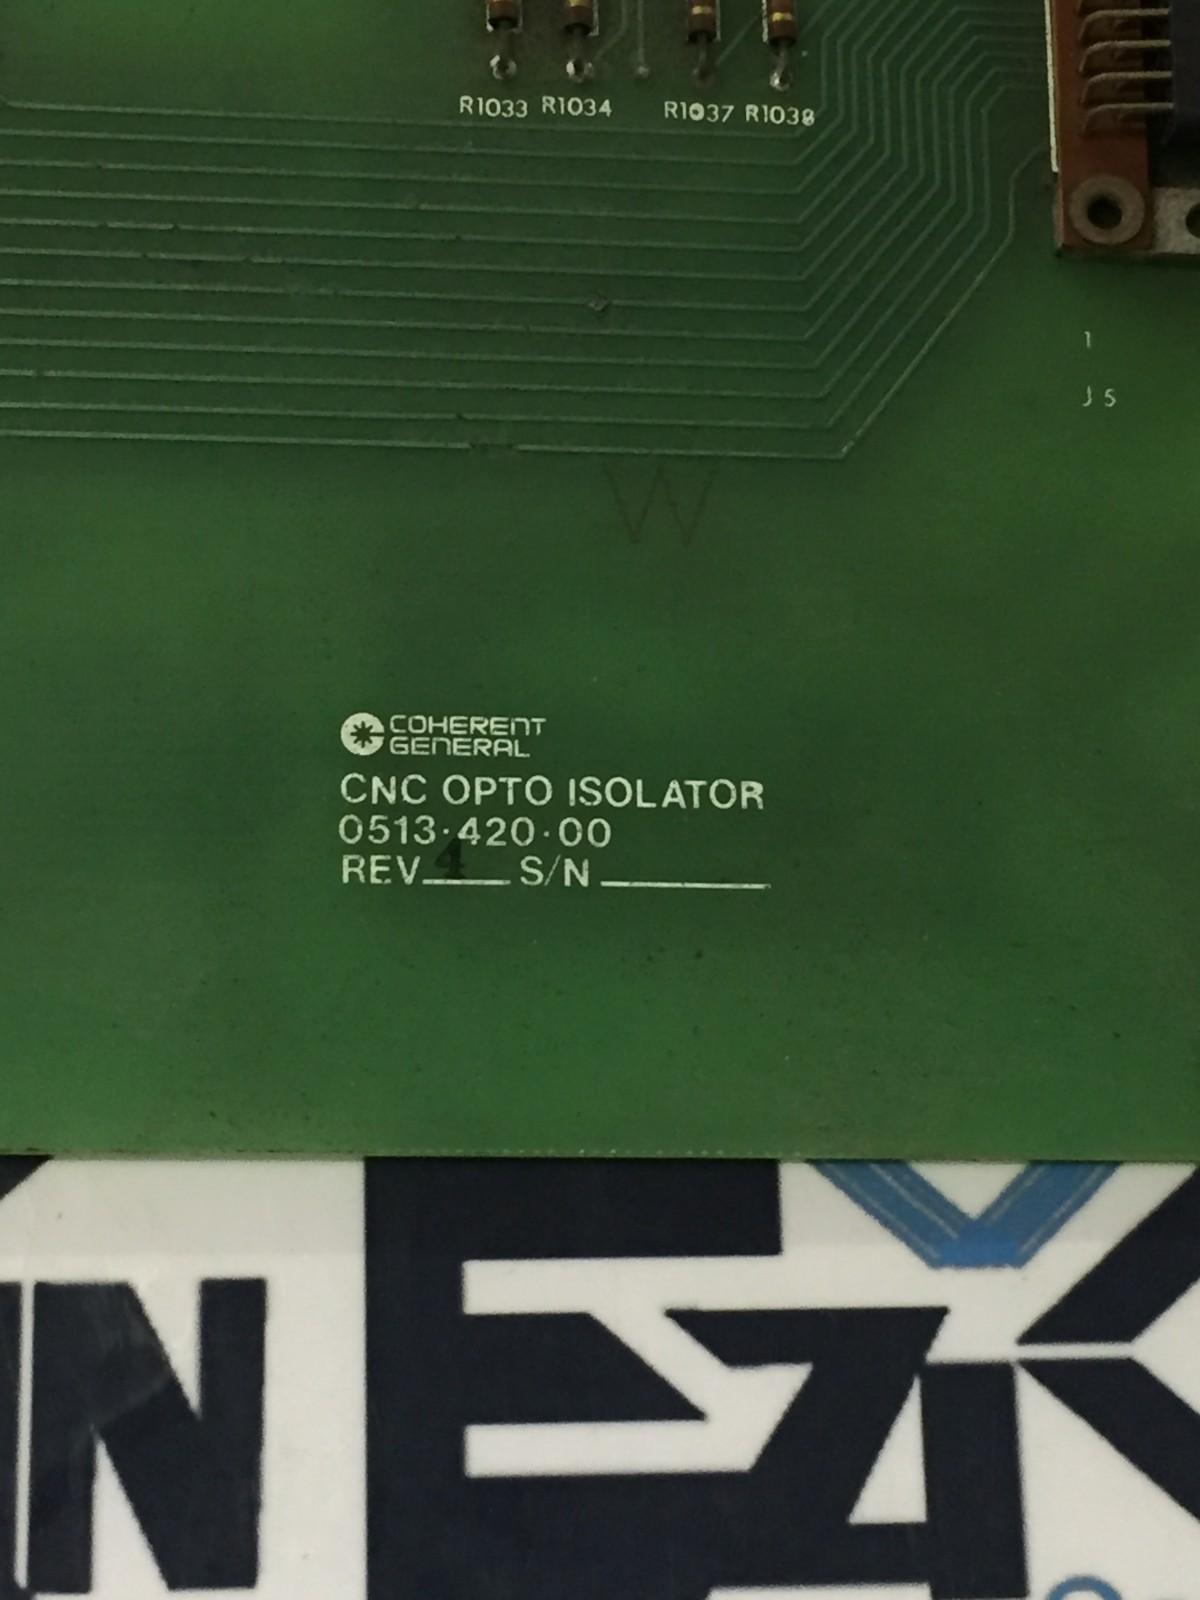 R1033 R1034 R1037 R1038
1
J5
W
COHERENT
GENERAL
CNC OPTO ISOLATOR
0513·420·00
REV 4 S/N